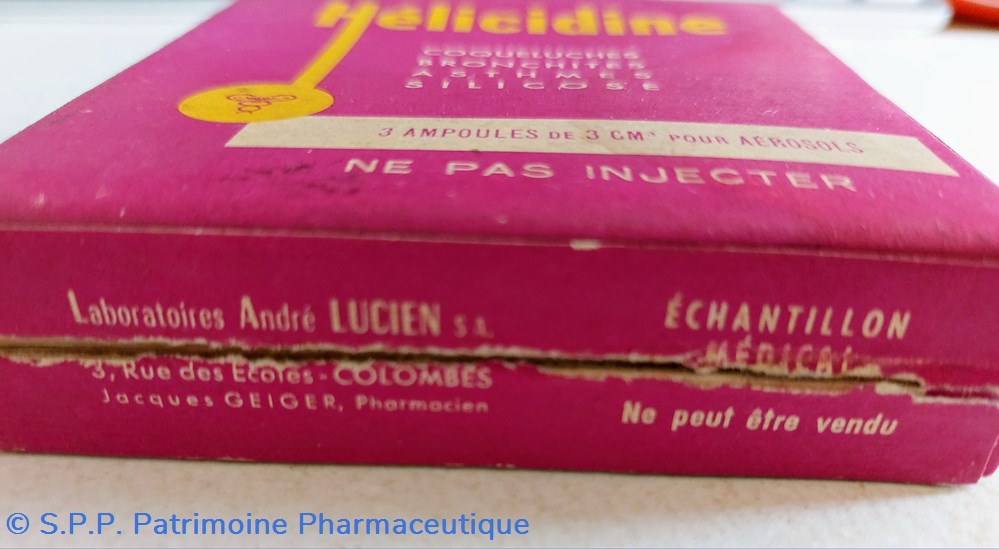 Hélicidine
COQUELUCHES
BRONCHITES
ASTHMES
SILICOSE
3 AMPOULES DE 3 CM³ POUR AÉROSOLS
NE PAS INJECTER
Laboratoires André LUCIEN S.A.
3, Rue des Ecoles - COLOMBES
Jacques GEIGER, Pharmacien
ÉCHANTILLON
MÉDICAL
Ne peut être vendu
© S.P.P. Patrimoine Pharmaceutique